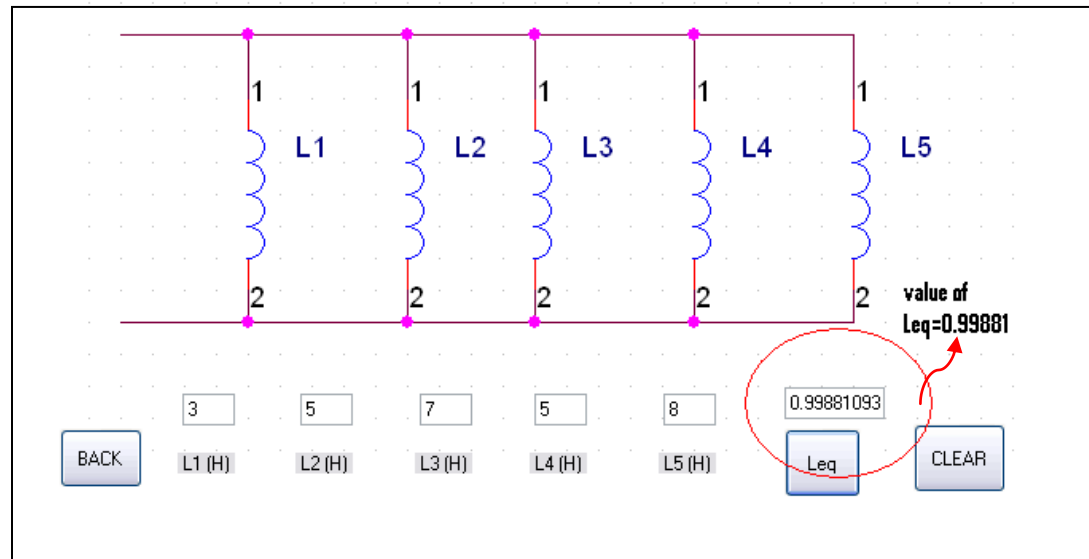 1 1 1 1 1
L1 L2 L3 L4 L5
2 2 2 2 2
value of
Leq=0.99881
3 5 7 5 8 0.99881093
BACK L1 (H) L2 (H) L3 (H) L4 (H) L5 (H) Leq CLEAR